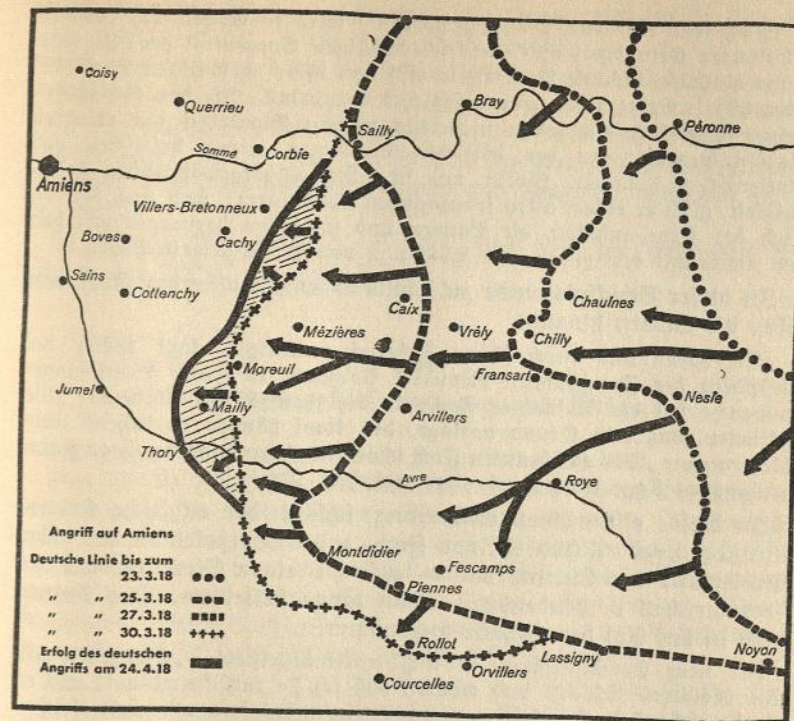 Coisy
Querrieu
Bray
Péronne
Somme
Sailly
Corbie
Amiens
Villers-Bretonneux
Cachy
Boves
Sains
Cottenchy
Caix
Chaulnes
Mézières
Vrély
Chilly
Moreuil
Fransart
Jumel
Mailly
Arvillers
Nesle
Thory
Avre
Roye
Angriff auf Amiens
Deutsche Linie bis zum
23.3.18
" 25.3.18
" 27.3.18
" " 30.3.18
Erfolg des deutschen
Angriffs am 24.4.18
Montdidier
Fescamps
Piennes
Rollot
Lassigny
Noyon
Orvillers
Courcelles